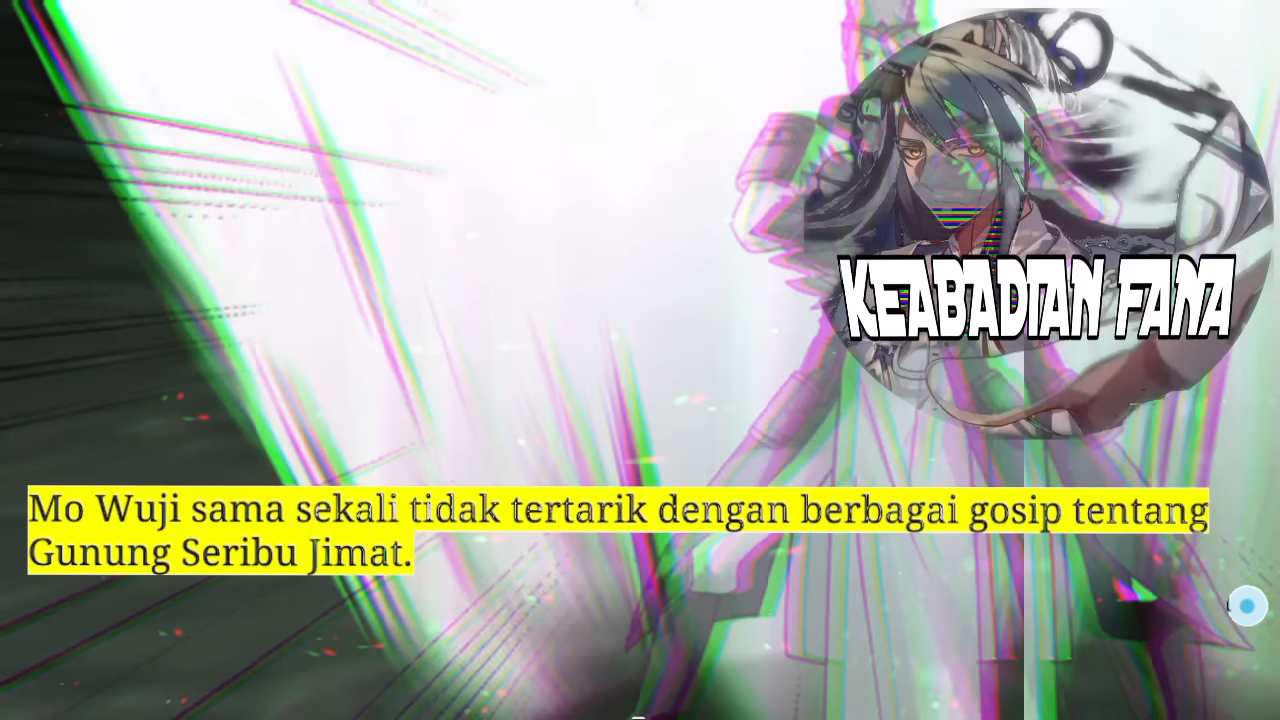 KEABADIAN FANA
Mo Wuji sama sekali tidak tertarik dengan berbagai gosip tentang
Gunung Seribu Jimat.